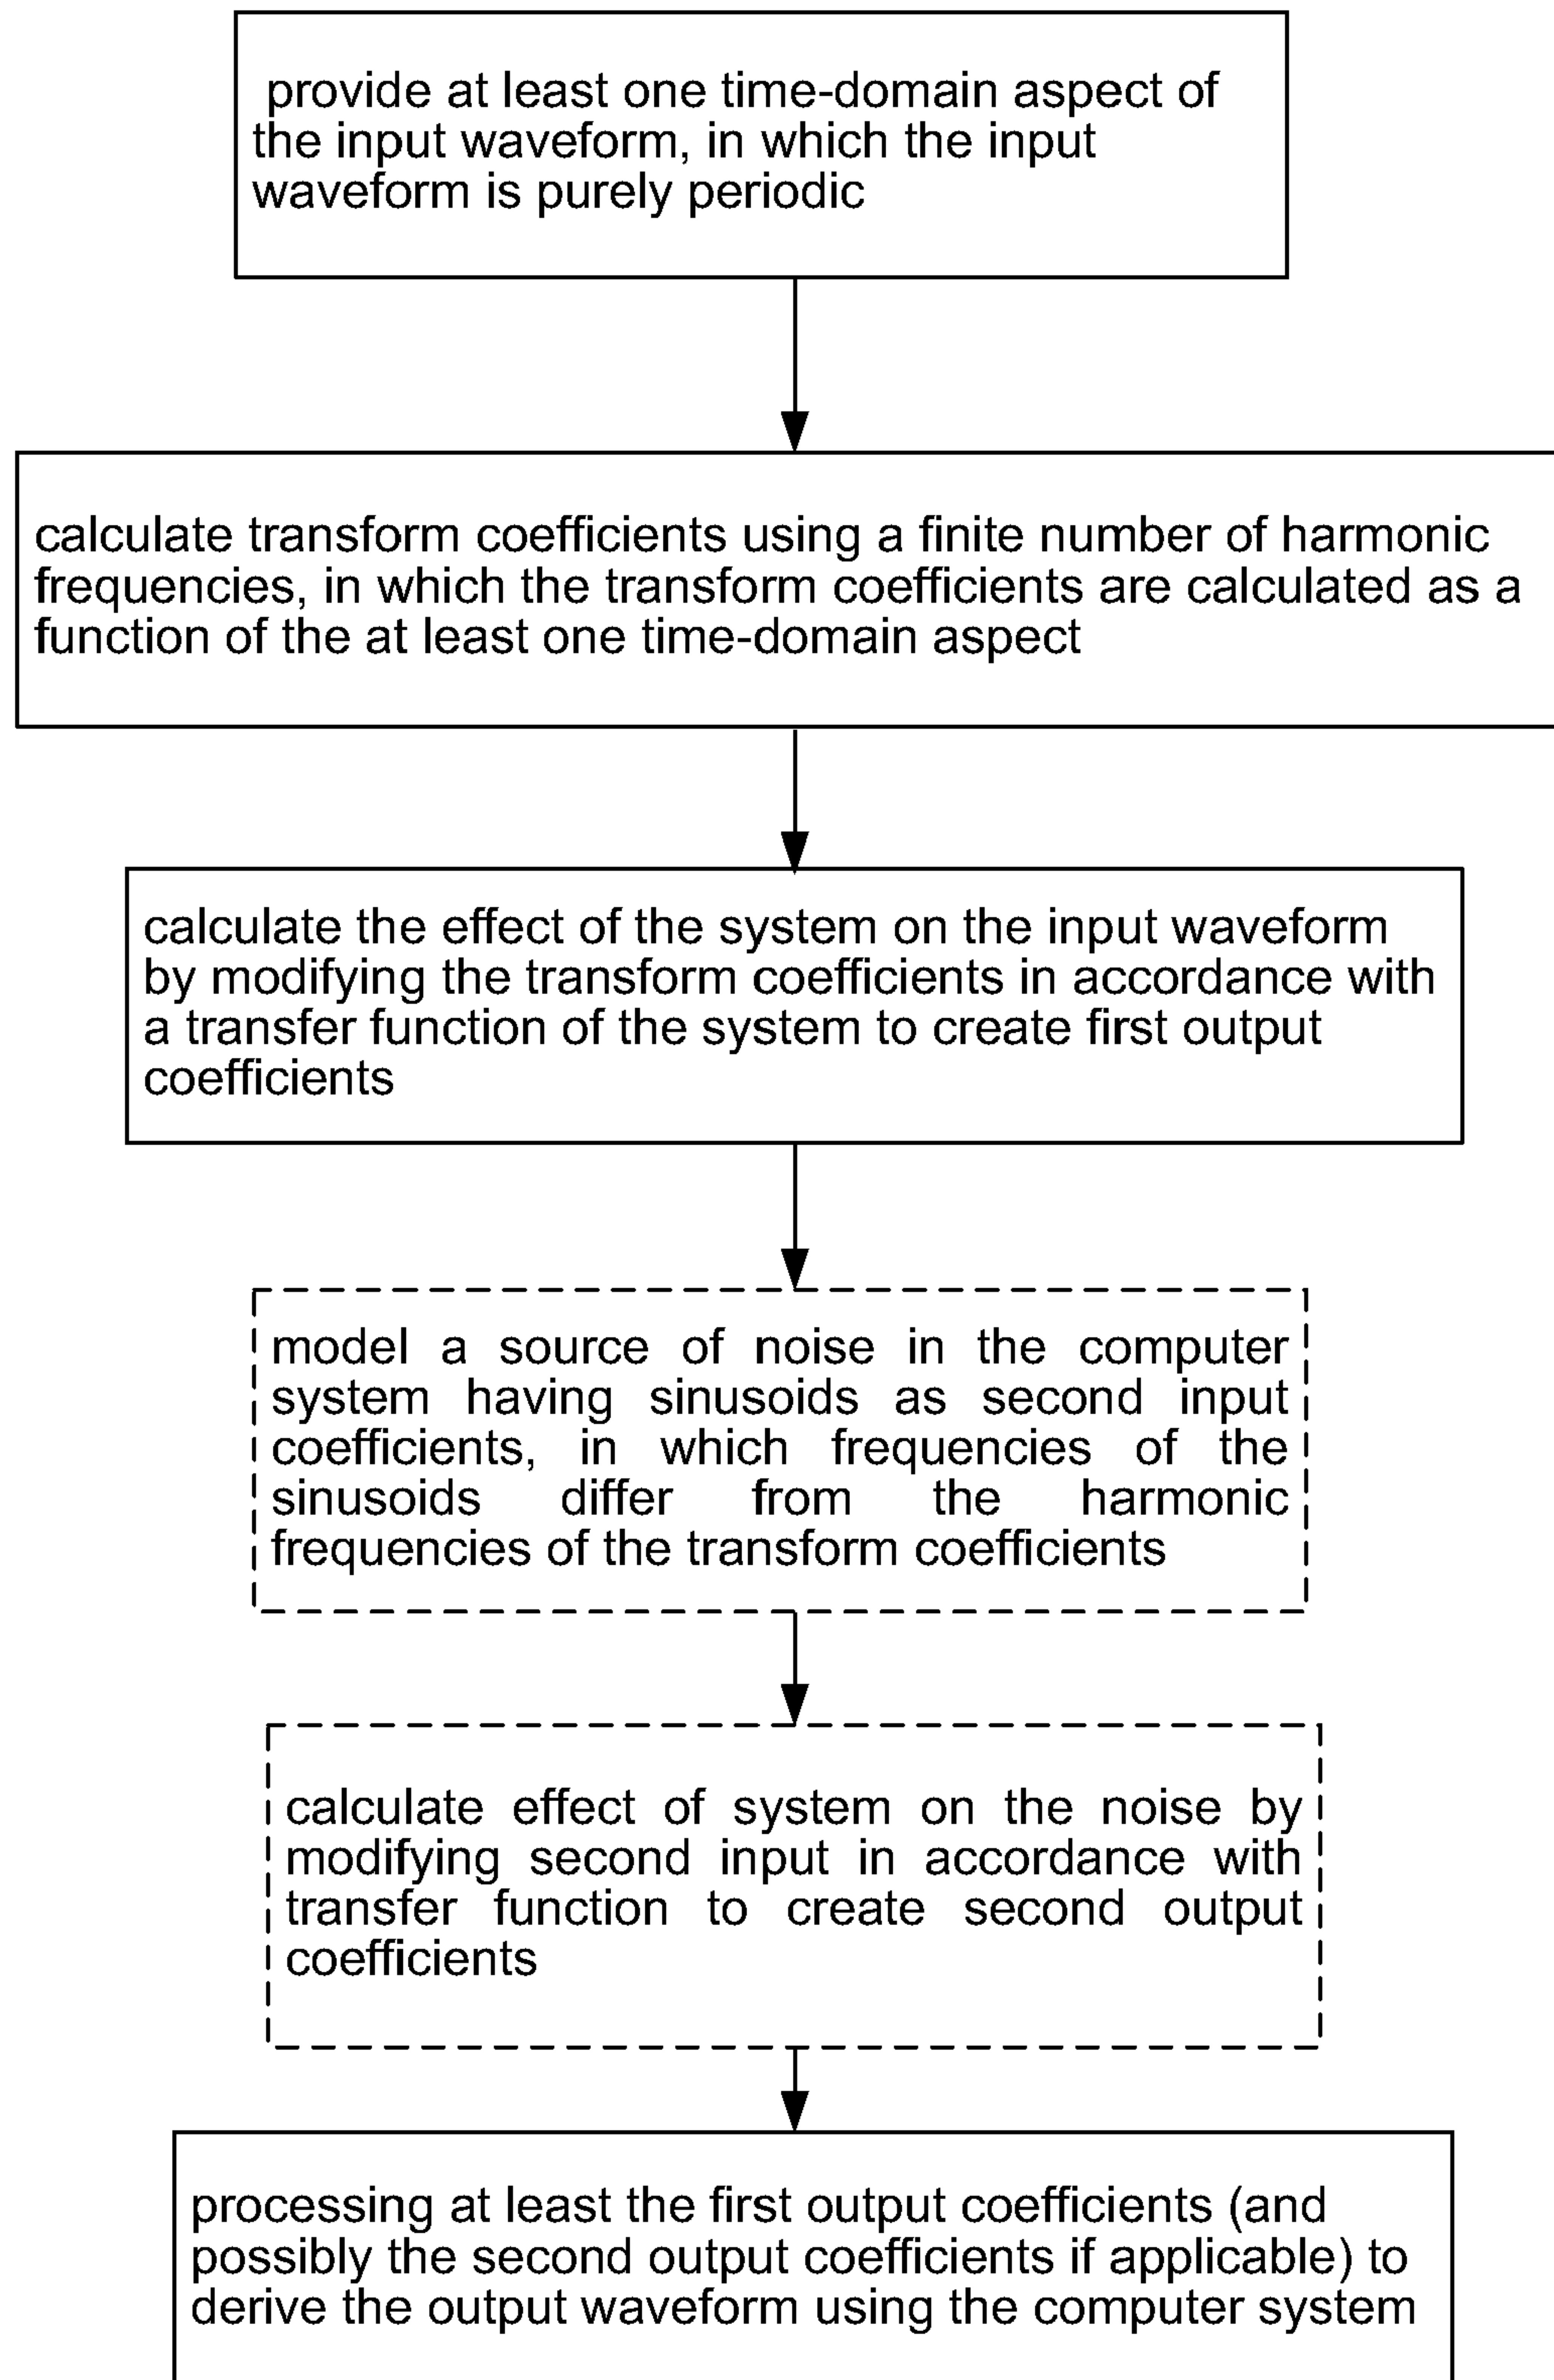 provide at least one time-domain aspect of
the input waveform, in which the input
waveform is purely periodic
calculate transform coefficients using a finite number of harmonic
frequencies, in which the transform coefficients are calculated as a
function of the at least one time-domain aspect
calculate the effect of the system on the input waveform
by modifying the transform coefficients in accordance with
a transfer function of the system to create first output
coefficients
model a source of noise in the computer
system having sinusoids as second input
coefficients, in which frequencies of the
sinusoids differ from the harmonic
frequencies of the transform coefficients
calculate effect of system on the noise by
modifying second input in accordance with
transfer function to create second output
coefficients
processing at least the first output coefficients (and
possibly the second output coefficients if applicable) to
derive the output waveform using the computer system